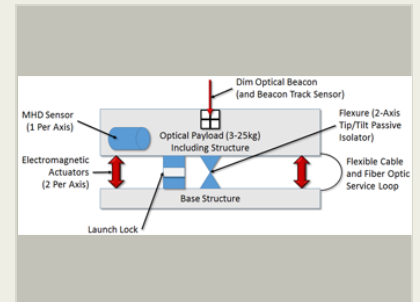 Dim Optical Beacon
(and Beacon Track Sensor)
MHD Sensor
(1 Per Axis)
Optical Payload (3-25kg)
Including Structure
Flexure (2-Axis
Tip/Tilt Passive
Isolator)
Electromagnetic
Actuators
(2 Per Axis)
Flexible Cable
and Fiber Optic
Service Loop
Base Structure
Launch Lock